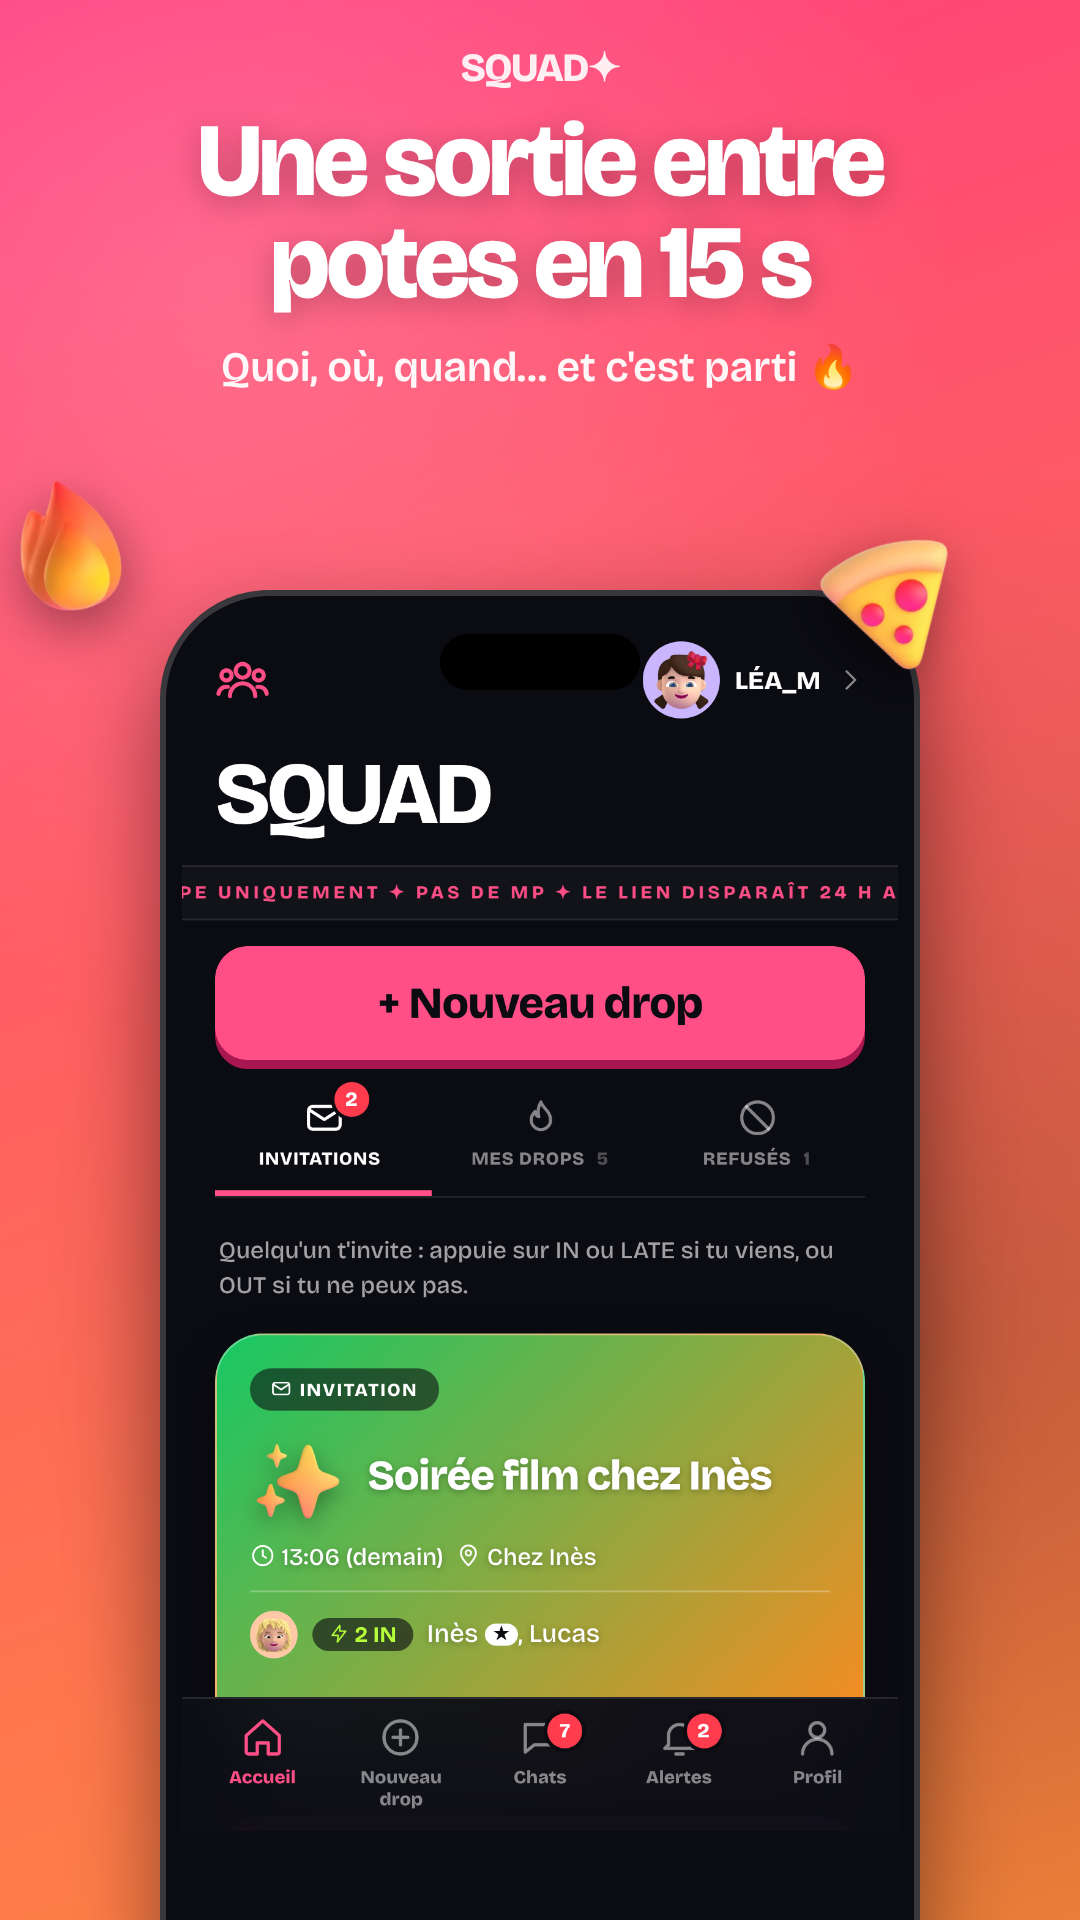 SQUAD✦
Une sortie entre
potes en 15 s
Quoi, où, quand... et c'est parti 🔥
LÉA_M
SQUAD
PE UNIQUEMENT ✦ PAS DE MP ✦ LE LIEN DISPARAÎT 24 H A
+ Nouveau drop
2
INVITATIONS
MES DROPS 5
REFUSÉS 1
Quelqu'un t'invite : appuie sur IN ou LATE si tu viens, ou
OUT si tu ne peux pas.
INVITATION
Soirée film chez Inès
13:06 (demain) Chez Inès
2 IN Inès ★, Lucas
7
2
Accueil
Nouveau
drop
Chats
Alertes
Profil